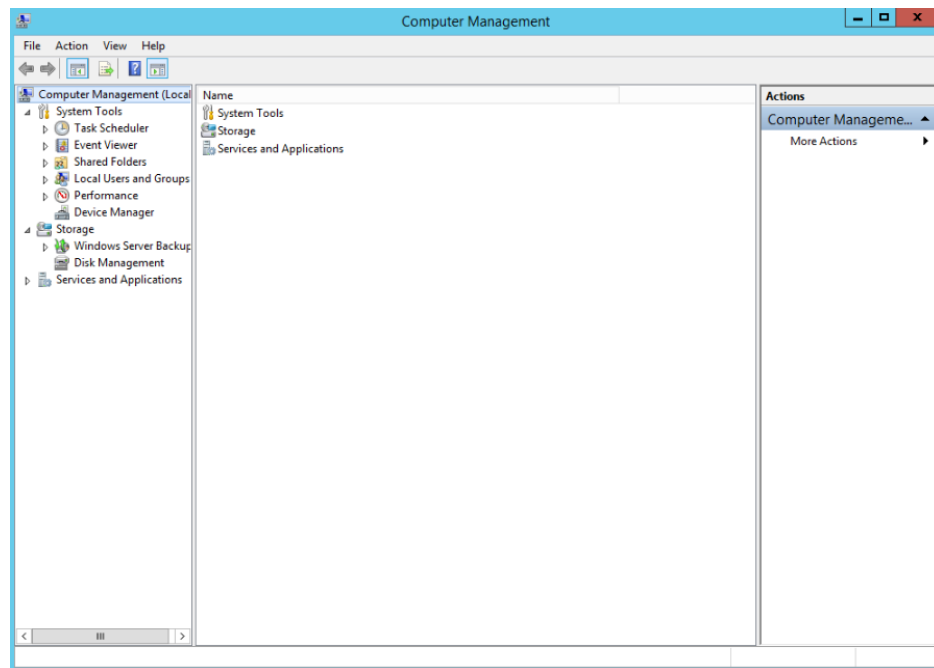 Computer Management
File Action View Help
Computer Management (Local
System Tools
Task Scheduler
Event Viewer
Shared Folders
Local Users and Groups
Performance
Device Manager
Storage
Windows Server Backup
Disk Management
Services and Applications
Name
System Tools
Storage
Services and Applications
Actions
Computer Manageme...
More Actions